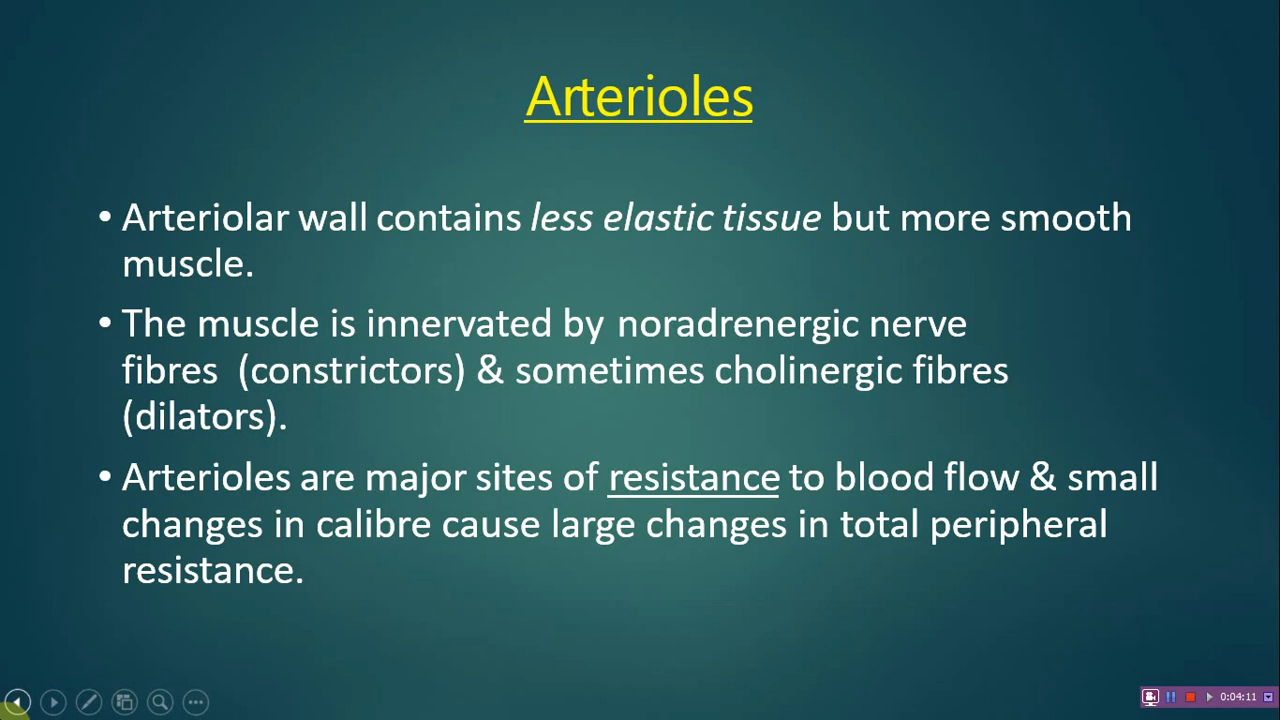 Arterioles
• Arteriolar wall contains less elastic tissue but more smooth
muscle.
• The muscle is innervated by noradrenergic nerve
fibres  (constrictors) & sometimes cholinergic fibres
(dilators).
• Arterioles are major sites of resistance to blood flow & small
changes in calibre cause large changes in total peripheral
resistance.
0:04:11